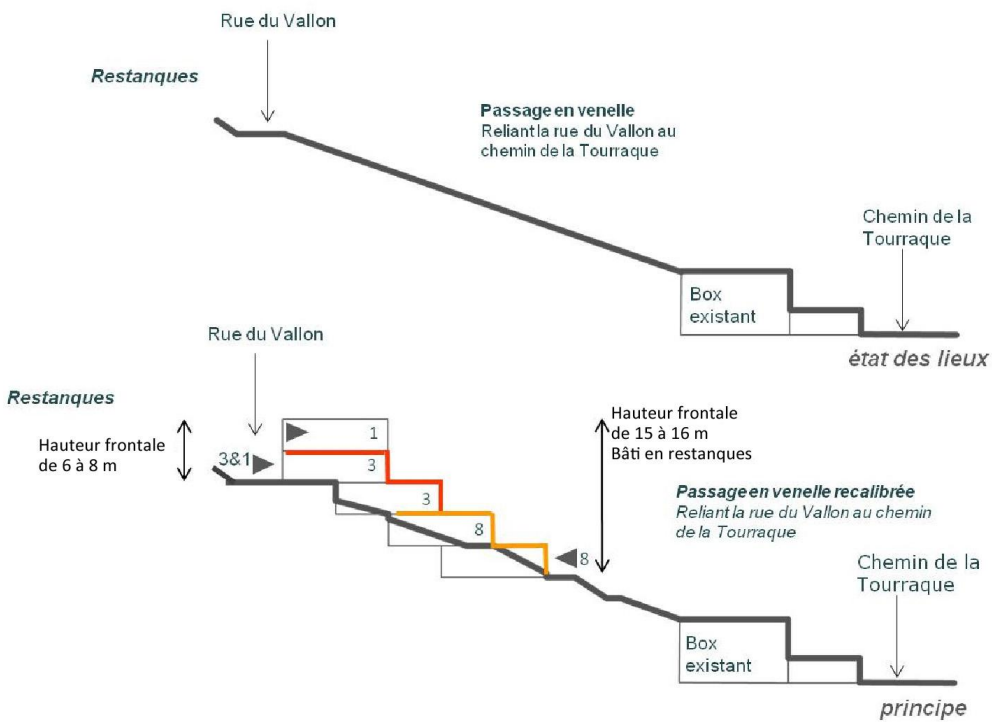 Rue du Vallon
Restanques
Passage en venelle
Reliant la rue du Vallon au
chemin de la Tourraque
Chemin de la
Tourraque
Box
existant
état des lieux
Rue du Vallon
Restanques
Hauteur frontale
de 6 à 8 m
3&1
1
3
3
8
8
Hauteur frontale
de 15 à 16 m
Bâti en restanques
Passage en venelle recalibrée
Reliant la rue du Vallon au chemin
de la Tourraque
Chemin de la
Tourraque
Box
existant
principe